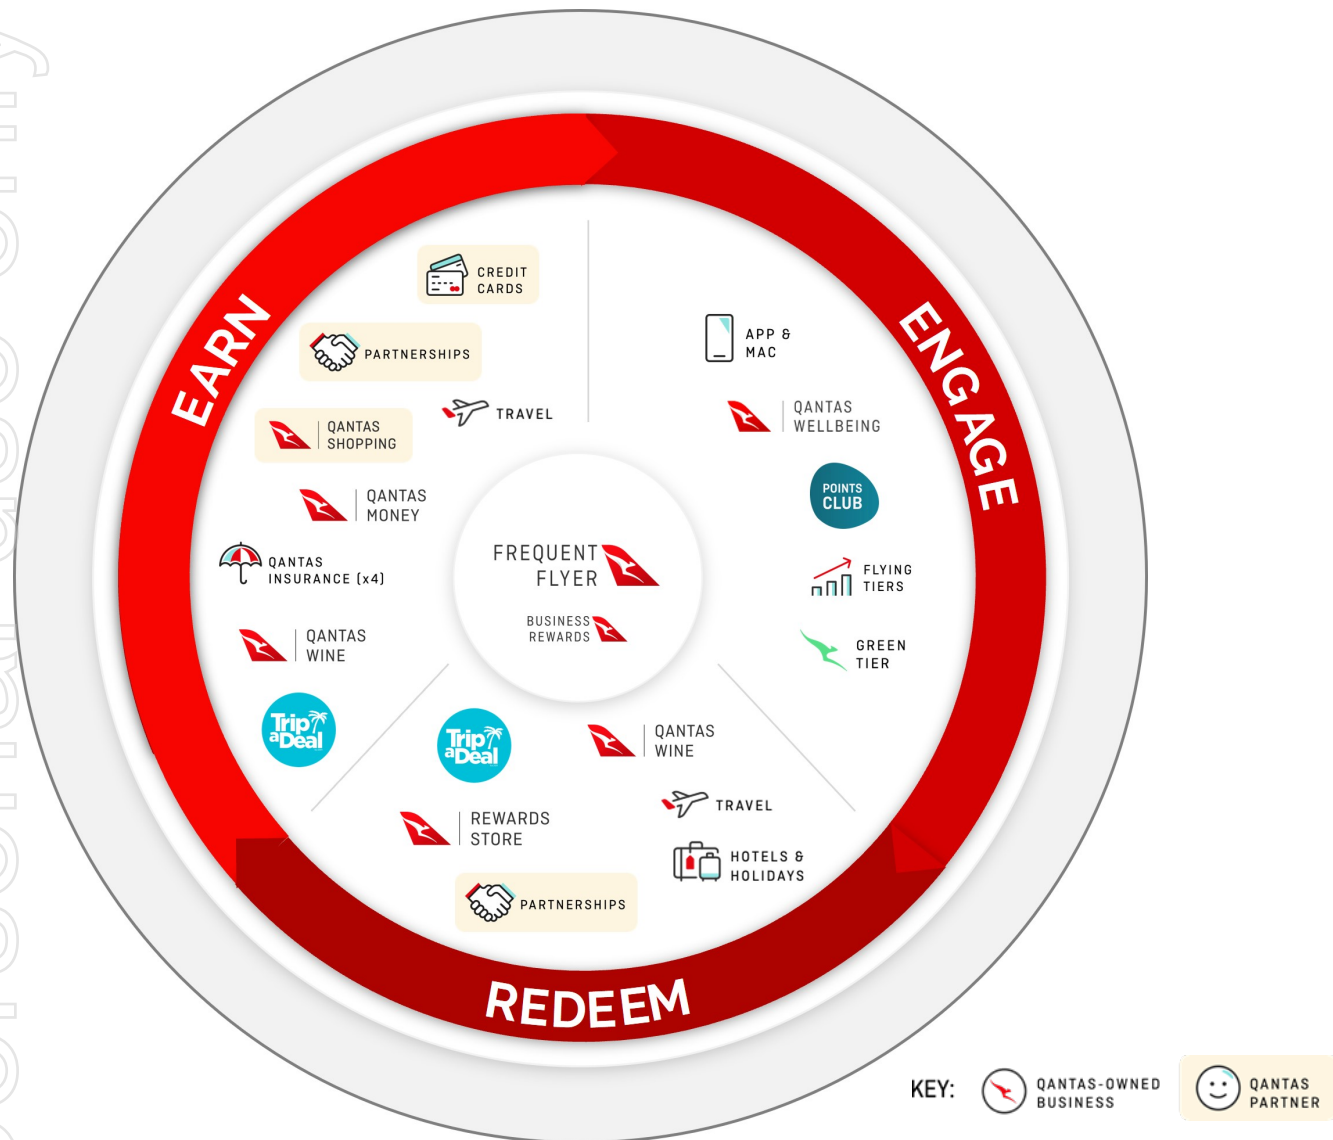 EARN
CREDIT
CARDS
PARTNERSHIPS
TRAVEL
QANTAS
SHOPPING
QANTAS
MONEY
QANTAS
INSURANCE (x4)
QANTAS
WINE
Trip
aDeal
ENGAGE
APP &
MAC
QANTAS
WELLBEING
POINTS
CLUB
FLYING
TIERS
GREEN
TIER
FREQUENT
FLYER
BUSINESS
REWARDS
Trip
aDeal
QANTAS
WINE
TRAVEL
REWARDS
STORE
HOTELS &
HOLIDAYS
PARTNERSHIPS
REDEEM
KEY:
QANTAS-OWNED
BUSINESS
QANTAS
PARTNER